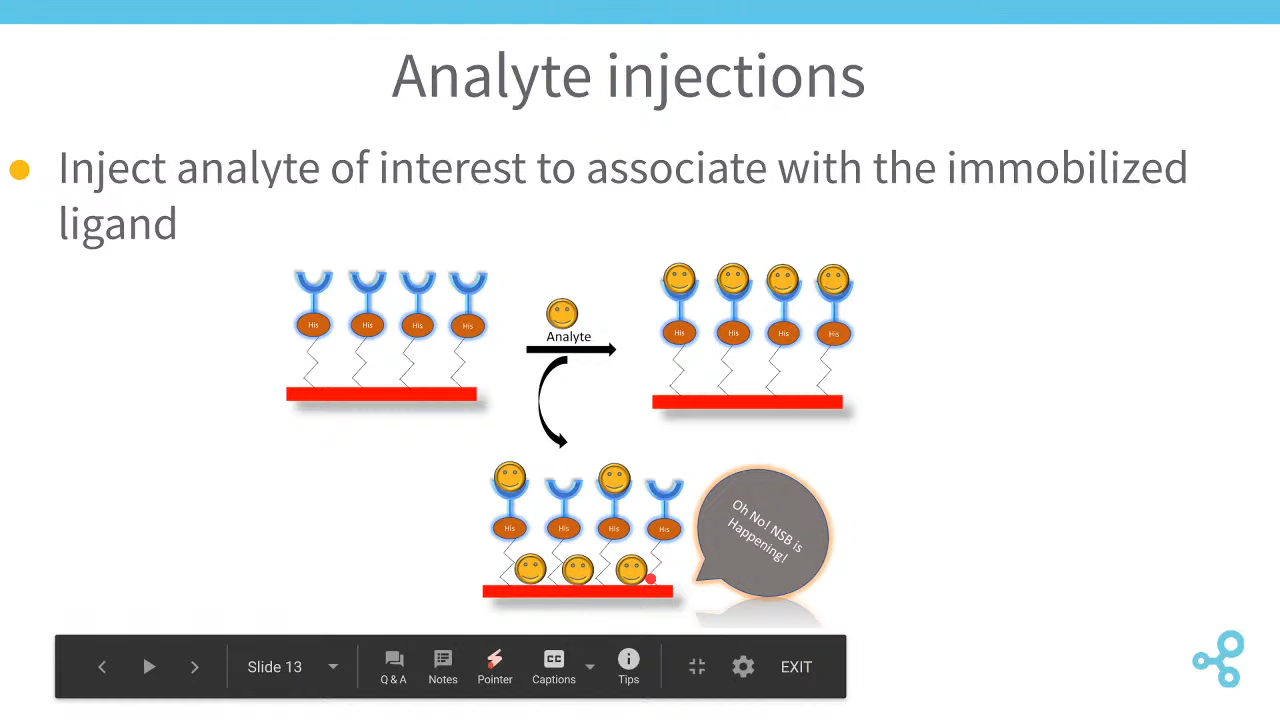 Analyte injections
Inject analyte of interest to associate with the immobilized
ligand
His His His His
Analyte
His His His His
His His His His
Oh No! NSB is
Happening!
Slide 13
Q & A Notes Pointer CC Captions Tips EXIT